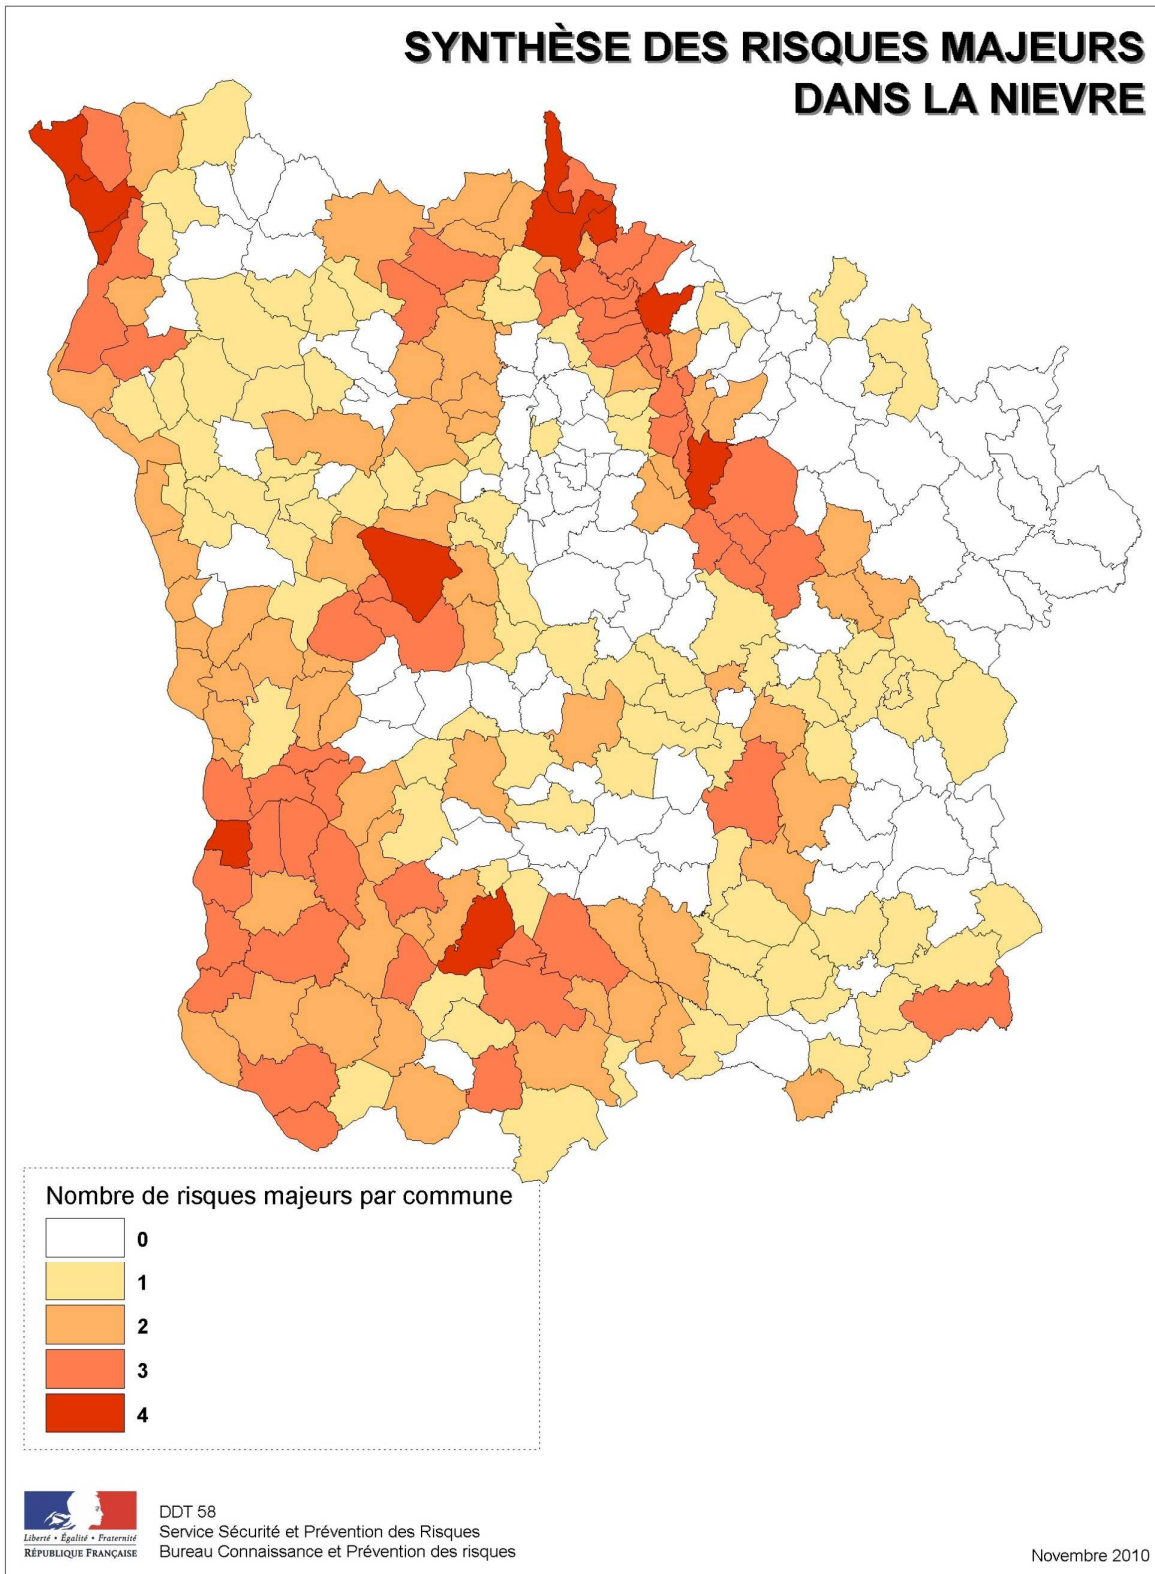 SYNTHÈSE DES RISQUES MAJEURS
DANS LA NIEVRE
Nombre de risques majeurs par commune
0
1
2
3
4
Liberté • Égalité • Fraternité
RÉPUBLIQUE FRANÇAISE
DDT 58
Service Sécurité et Prévention des Risques
Bureau Connaissance et Prévention des risques
Novembre 2010